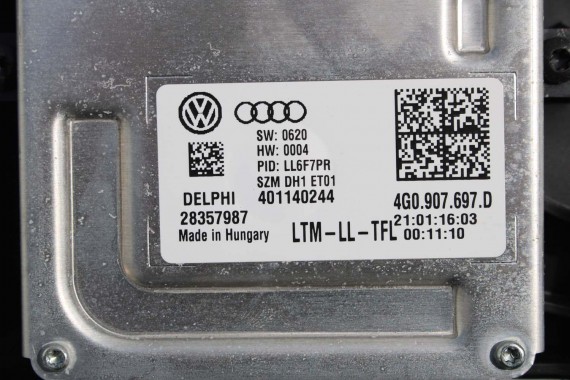 SW: 0620
HW: 0004
PID: LL6F7PR
SZM DH1 ET01
DELPHI 401140244
28357987
Made in Hungary
LTM-LL-TFL
4G0.907.697.D
21:01:16:03
00:11:10